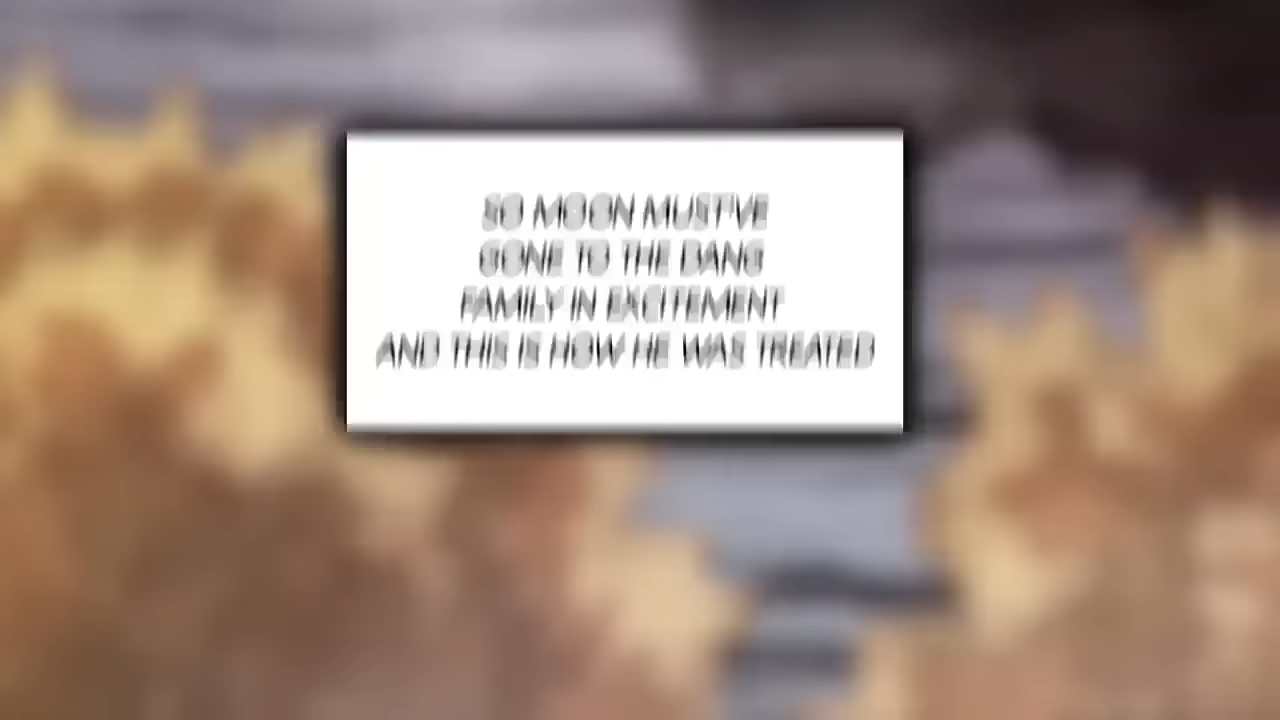 SO MOON MUST'VE
GONE TO THE DANG
FAMILY IN EXCITEMENT
AND THIS IS HOW HE WAS TREATED